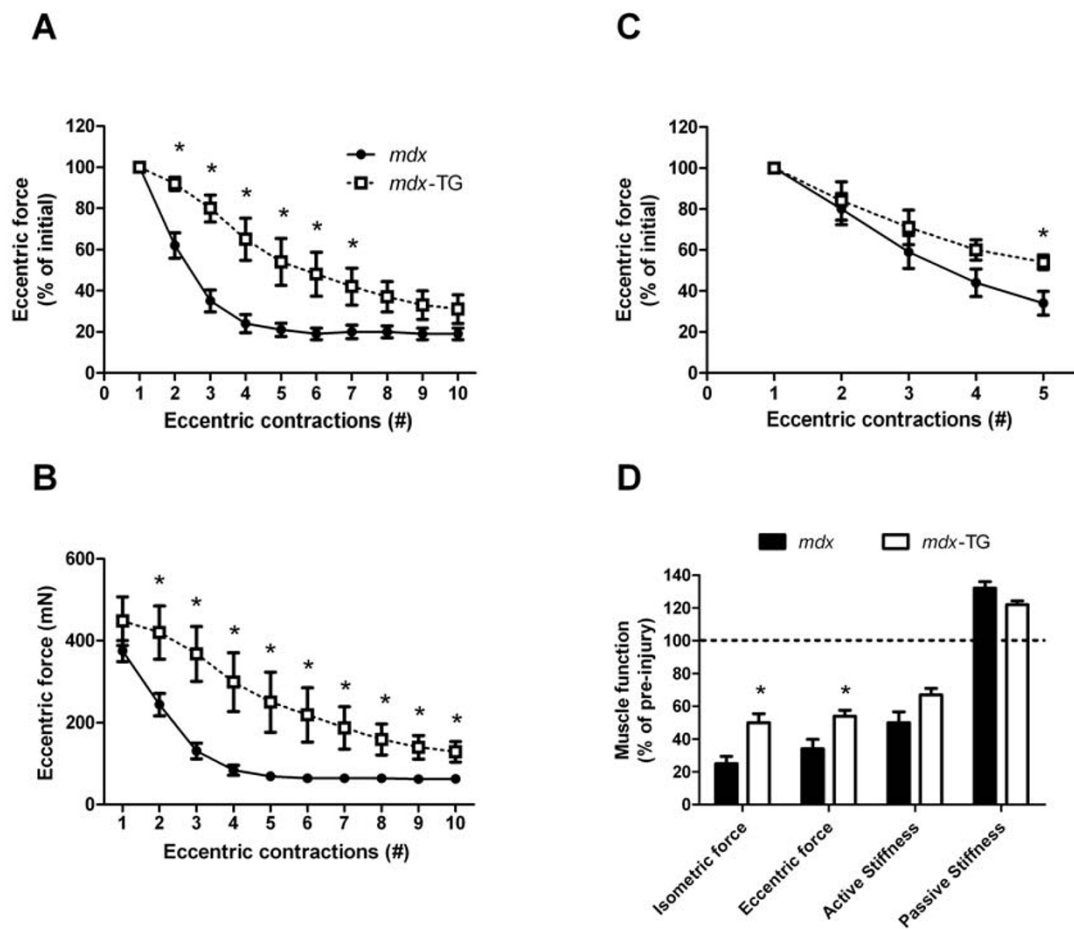 A
Eccentric force
(% of initial)
120
100
80
60
40
20
0
* * * * * *
mdx
mdx-TG
0 1 2 3 4 5 6 7 8 9 10
Eccentric contractions (#)
C
Eccentric force
(% of initial)
120
100
80
60
40
20
0
*
0 1 2 3 4 5
Eccentric contractions (#)
B
Eccentric force (mN)
600
400
200
0
* * * * * * * * *
1 2 3 4 5 6 7 8 9 10
Eccentric contractions (#)
D
mdx mdx-TG
Muscle function
(% of pre-injury)
140
120
100
80
60
40
20
0
* *
Isometric force
Eccentric force
Active Stiffness
Passive Stiffness